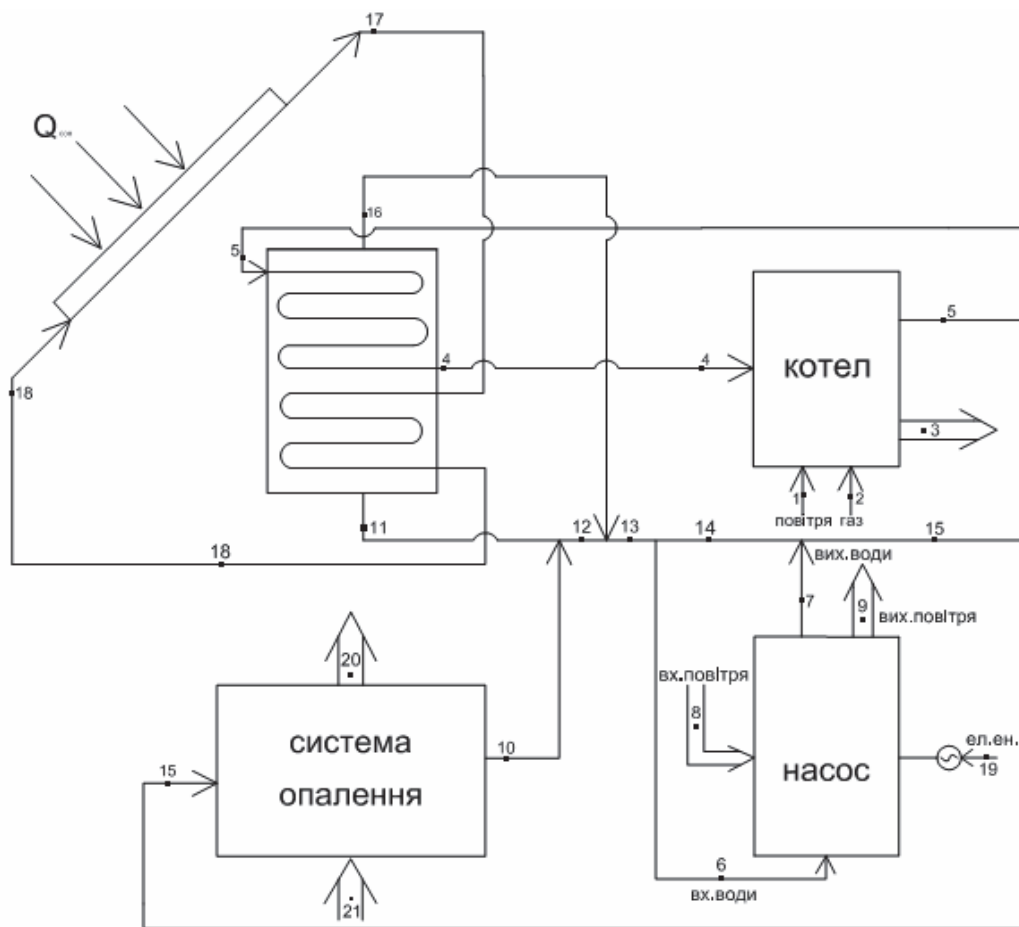 17
Q сон
16
5
5
4
4
котел
18
3
1
2
повітря газ
11
12
13
14
15
вих.води
18
7
9
вих.повітря
20
вх.повітря
8
система
опалення
10
15
ел.ен.
19
насос
6
вх.води
21